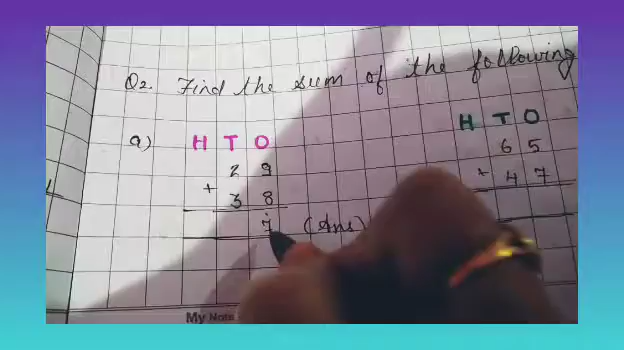 Q2. Find the sum of the following
a) H T O
2 9
+ 3 8
7 (Ans)
H T O
6 5
+ 4 7
My Note